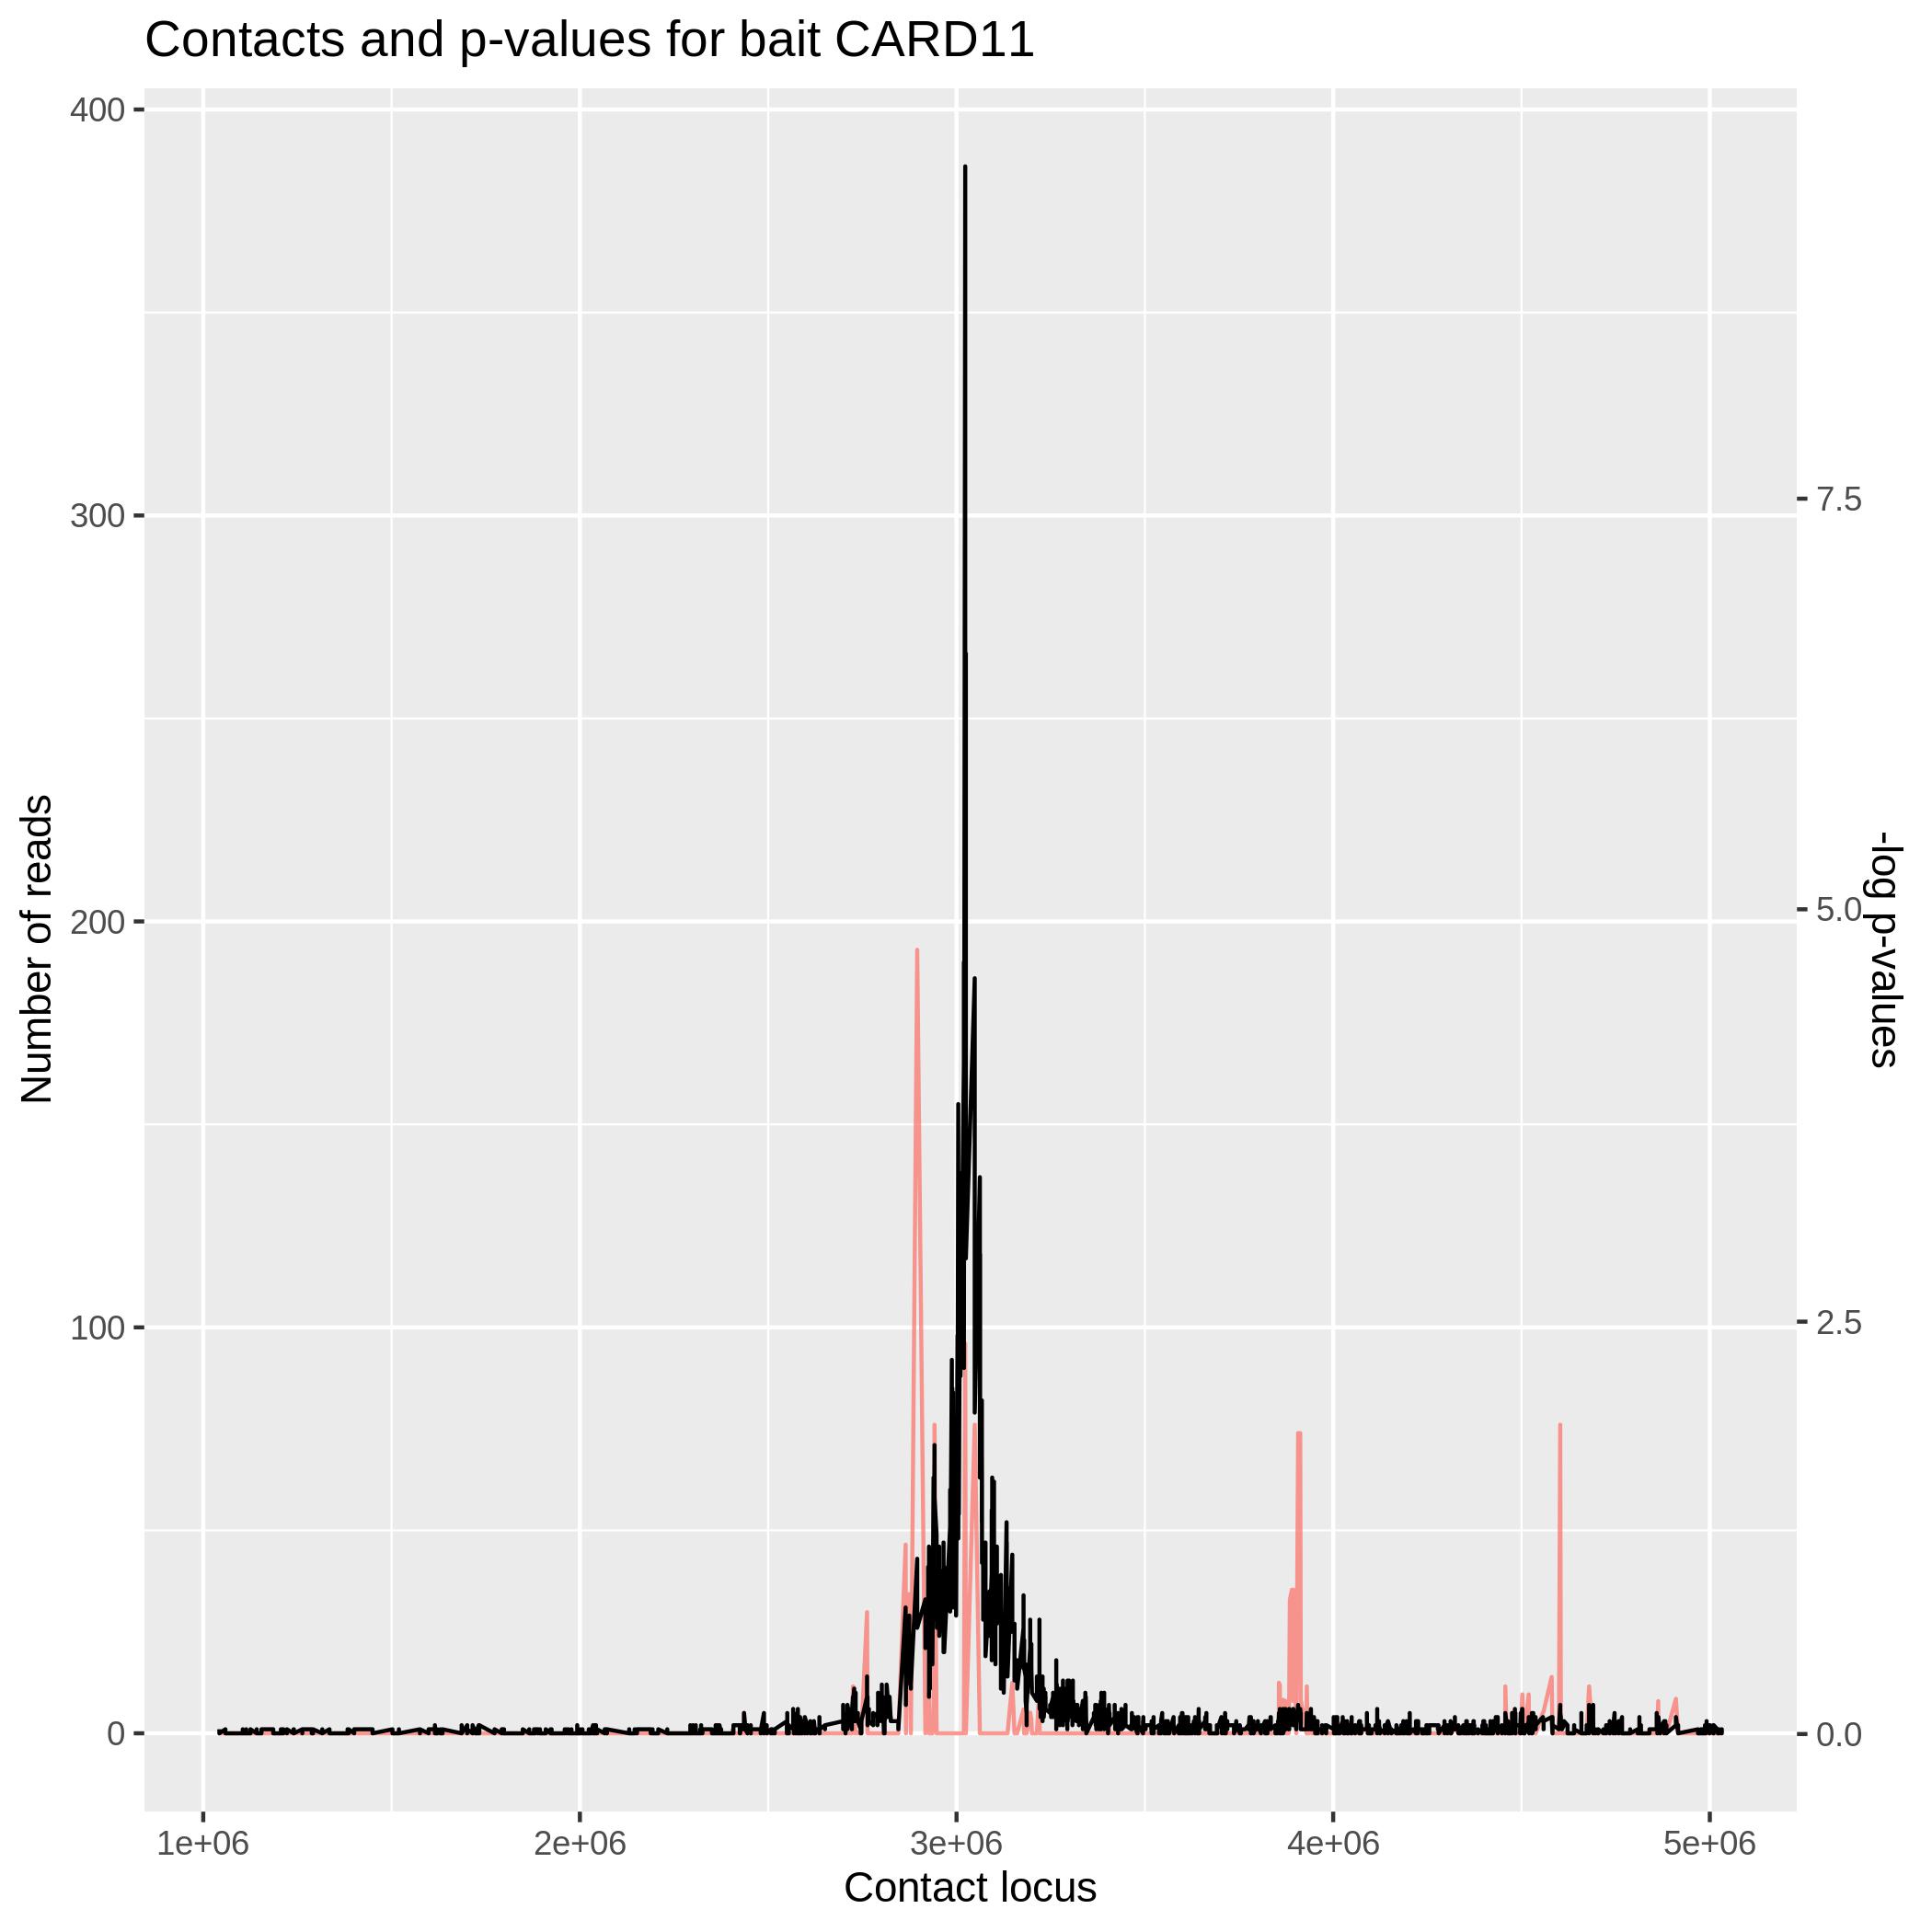 Contacts and p-values for bait CARD11
400
300
200
100
0
Number of reads
7.5
5.0
2.5
0.0
-log p-values
1e+06 2e+06 3e+06 4e+06 5e+06
Contact locus